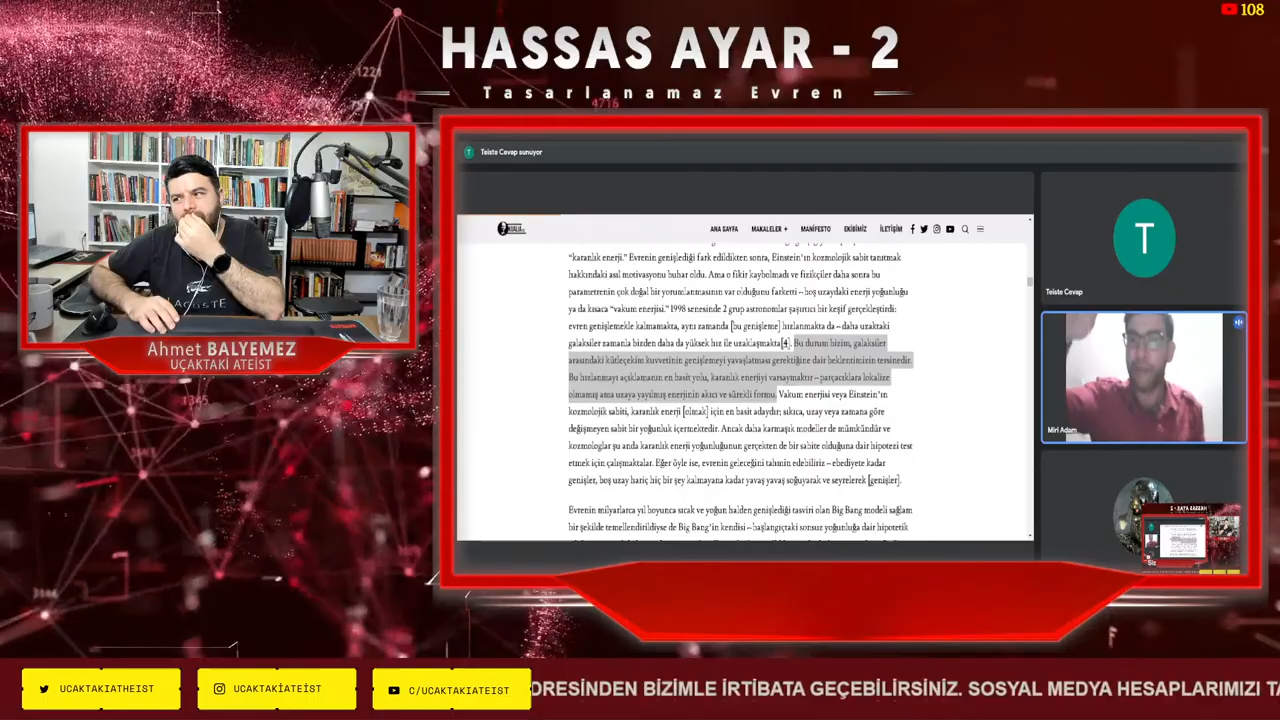 108
HASSAS AYAR - 2
Tasarlanamaz Evren
1221
4716
T
Teiste Cevap sunuyor
ANA SAYFA
MAKALELER +
MANİFESTO
EKİBİMİZ
İLETİŞİM
"karanlık enerji." Evrenin genişlediği fark edildikten sonra, Einstein'ın kozmolojik sabit tanıtmak
hakkındaki asıl motivasyonu buhar oldu. Ama o fikir kaybolmadı ve fizikçiler daha sonra bu
parametrenin çok doğal bir yorumlamasının var olduğunu farketti – boş uzaydaki enerji yoğunluğu
ya da kısaca "vakum enerjisi." 1998 senesinde 2 grup astronomlar şaşırtıcı bir keşif gerçekleştirdi:
evren genişlemekle kalmamakta, aynı zamanda [bu genişleme] hızlanmakta da – daha uzaktaki
galaksiler zamanla birden daha da yüksek hız ile uzaklaşmakta[4]. Bu durum bizim, galaksiler
arasındaki kütleçekim kuvvetinin genişlemeyi yavaşlatması gerektiğine dair beklentimizin tersinedir.
Bu hızlanmayı açıklamanın en basit yolu, karanlık enerjiyi varsaymaktır – parçacıklara lokalize
olmamış ama uzaya yayılmış enerjinin akıcı ve sürekli formu. Vakum enerjisi veya Einstein'ın
kozmolojik sabiti, karanlık enerji [olmak] için en basit adaydır; sıkıca, uzay veya zamana göre
değişmeyen sabit bir yoğunluk içermektedir. Ancak daha karmaşık modeller de mümkündür ve
kozmologlar şu anda karanlık enerji yoğunluğunun gerçekten de bir sabite olduğuna dair hipotezi test
etmek için çalışmaktalar. Eğer öyle ise, evrenin geleceğini tahmin edebiliriz – ebediyete kadar
genişler, boş uzay hariç hiç bir şey kalmayana kadar yavaş yavaş soğuyarak ve seyrelerek [genişler].
Evrenin milyarlarca yıl boyunca sıcak ve yoğun halden genişlediği tasviri olan Big Bang modeli sağlam
bir şekilde temellendirildiyse de Big Bang'in kendisi – başlangıçtaki sonsuz yoğunluğa dair hipotetik
T
Teiste Cevap
Miri Adam
Ahmet BALYEMEZ
UÇAKTAKİ ATEİST
1345
3144
UCAKTAKIATHEIST
UCAKTAKİATEİST
C/UCAKTAKIATEIST
DRESİNDEN BİZİMLE İRTİBATA GEÇEBİLİRSİNİZ. SOSYAL MEDYA HESAPLARIMIZI TA